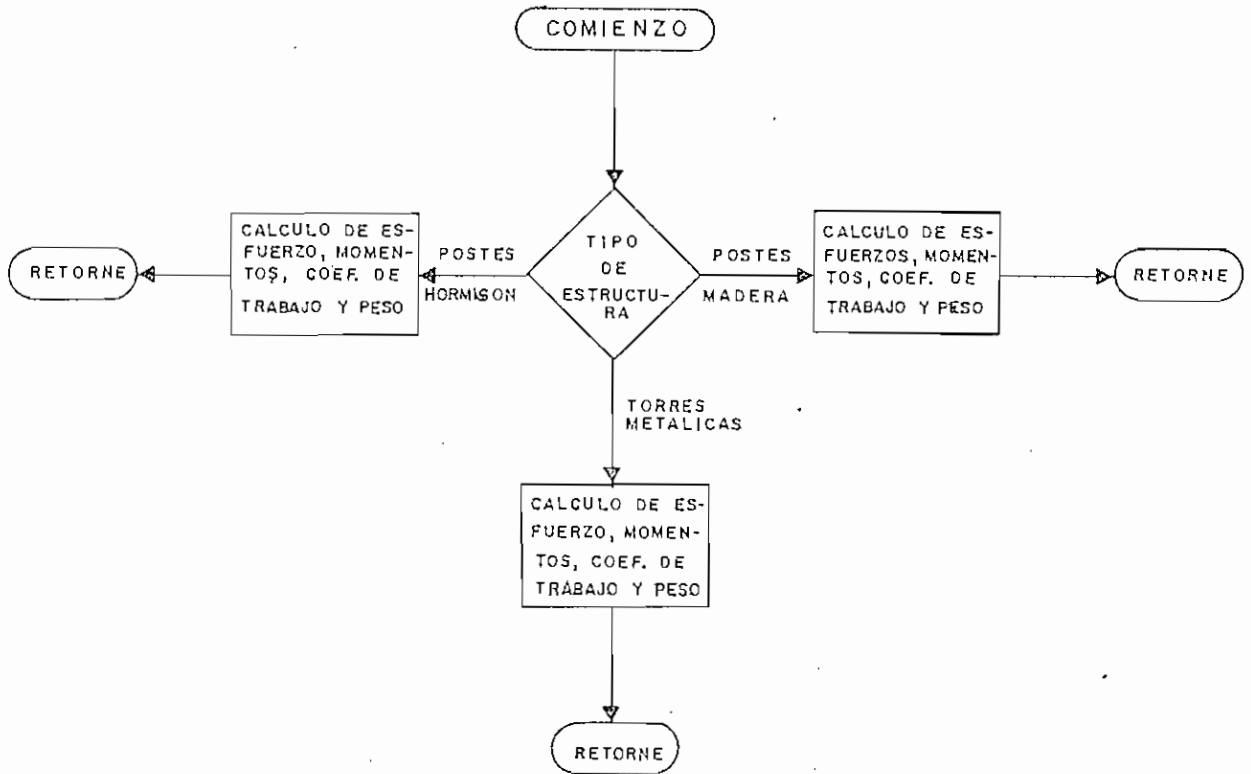 COMIENZO
TIPO
DE
ESTRUCTU-
RA
POSTES
HORMISON
CALCULO DE ES-
FUERZO, MOMEN-
TOS, COEF. DE
TRABAJO Y PESO
RETORNE
POSTES
MADERA
CALCULO DE ES-
FUERZOS, MOMEN-
TOS, COEF. DE
TRABAJO Y PESO
RETORNE
TORRES
METALICAS
CALCULO DE ES-
FUERZO, MOMEN-
TOS, COEF. DE
TRABAJO Y PESO
RETORNE